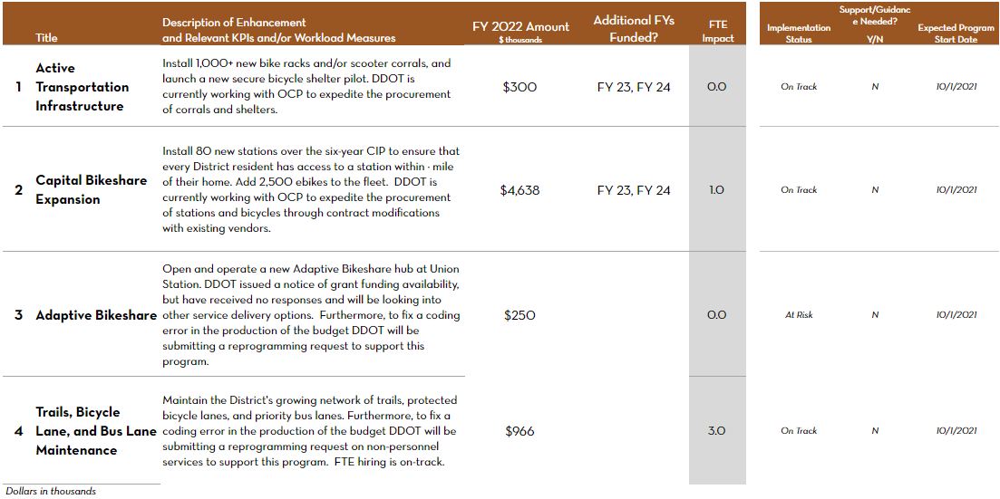 Title
Description of Enhancement
and Relevant KPIs and/or Workload Measures
FY 2022 Amount
$ thousands
Additional FYs
Funded?
FTE
Impact
Implementation
Status
Support/Guidanc
e Needed?
Y/N
Expected Program
Start Date
1
Active
Transportation
Infrastructure
Install 1,000+ new bike racks and/or scooter corrals, and
launch a new secure bicycle shelter pilot. DDOT is
currently working with OCP to expedite the procurement
of corrals and shelters.
$300
FY 23, FY 24
0.0
On Track
N
10/1/2021
2
Capital Bikeshare
Expansion
Install 80 new stations over the six-year CIP to ensure that
every District resident has access to a station within · mile
of their home. Add 2,500 ebikes to the fleet.  DDOT is
currently working with OCP to expedite the procurement
of stations and bicycles through contract modifications
with existing vendors.
$4,638
FY 23, FY 24
1.0
On Track
N
10/1/2021
3
Adaptive Bikeshare
Open and operate a new Adaptive Bikeshare hub at Union
Station. DDOT issued a notice of grant funding availability,
but have received no responses and will be looking into
other service delivery options.  Furthermore, to fix a coding
error in the production of the budget DDOT will be
submitting a reprogramming request to support this
program.
$250
0.0
At Risk
N
10/1/2021
4
Trails, Bicycle
Lane, and Bus Lane
Maintenance
Maintain the District's growing network of trails, protected
bicycle lanes, and priority bus lanes. Furthermore, to fix a
coding error in the production of the budget DDOT will be
submitting a reprogramming request on non-personnel
services to support this program.  FTE hiring is on-track.
$966
3.0
On Track
N
10/1/2021
Dollars in thousands